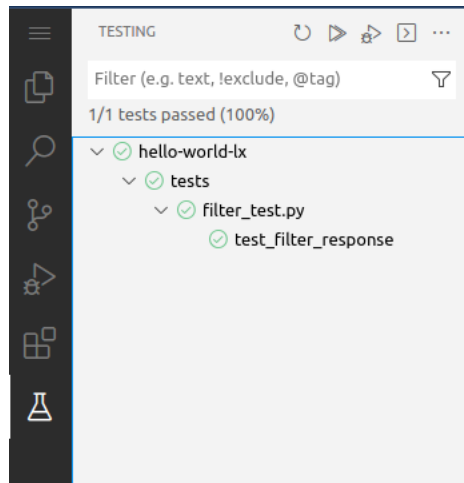 TESTING
Filter (e.g. text, !exclude, @tag)
1/1 tests passed (100%)
hello-world-lx
tests
filter_test.py
test_filter_response